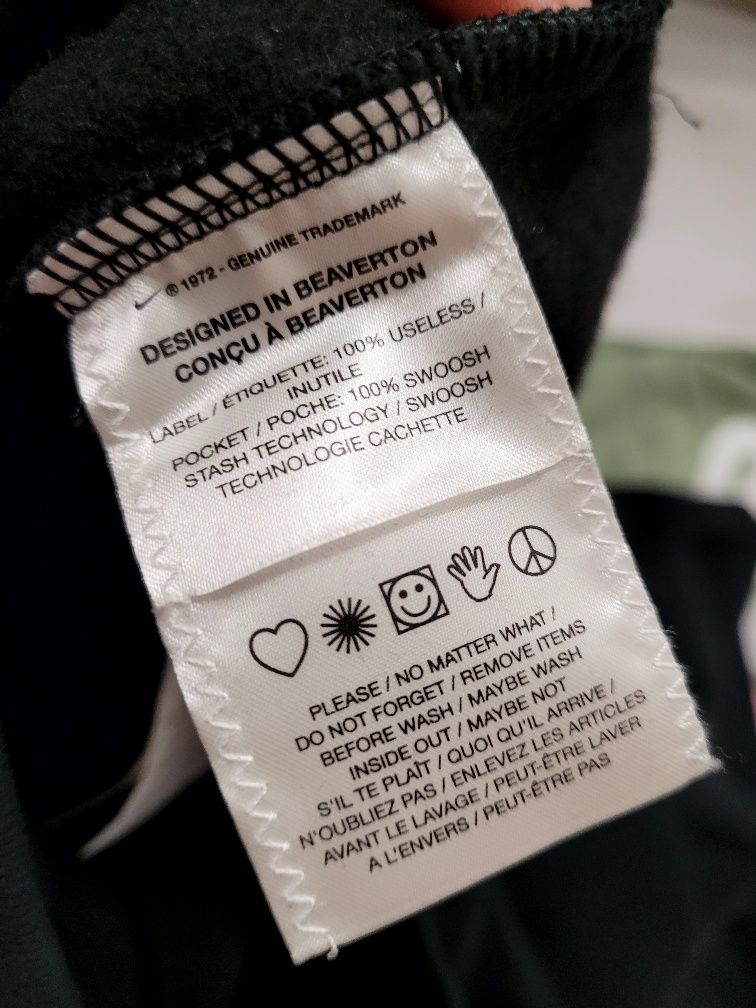 ® 1972 - GENUINE TRADEMARK
DESIGNED IN BEAVERTON
CONÇU À BEAVERTON
LABEL / ÉTIQUETTE: 100% USELESS /
INUTILE
POCKET / POCHE: 100% SWOOSH
STASH TECHNOLOGY / SWOOSH
TECHNOLOGIE CACHETTE
PLEASE / NO MATTER WHAT /
DO NOT FORGET / REMOVE ITEMS
BEFORE WASH / MAYBE WASH
INSIDE OUT / MAYBE NOT
S'IL TE PLAÎT / QUOI QU'IL ARRIVE /
N'OUBLIEZ PAS / ENLEVEZ LES ARTICLES
AVANT LE LAVAGE / PEUT-ÊTRE LAVER
A L'ENVERS / PEUT-ÊTRE PAS